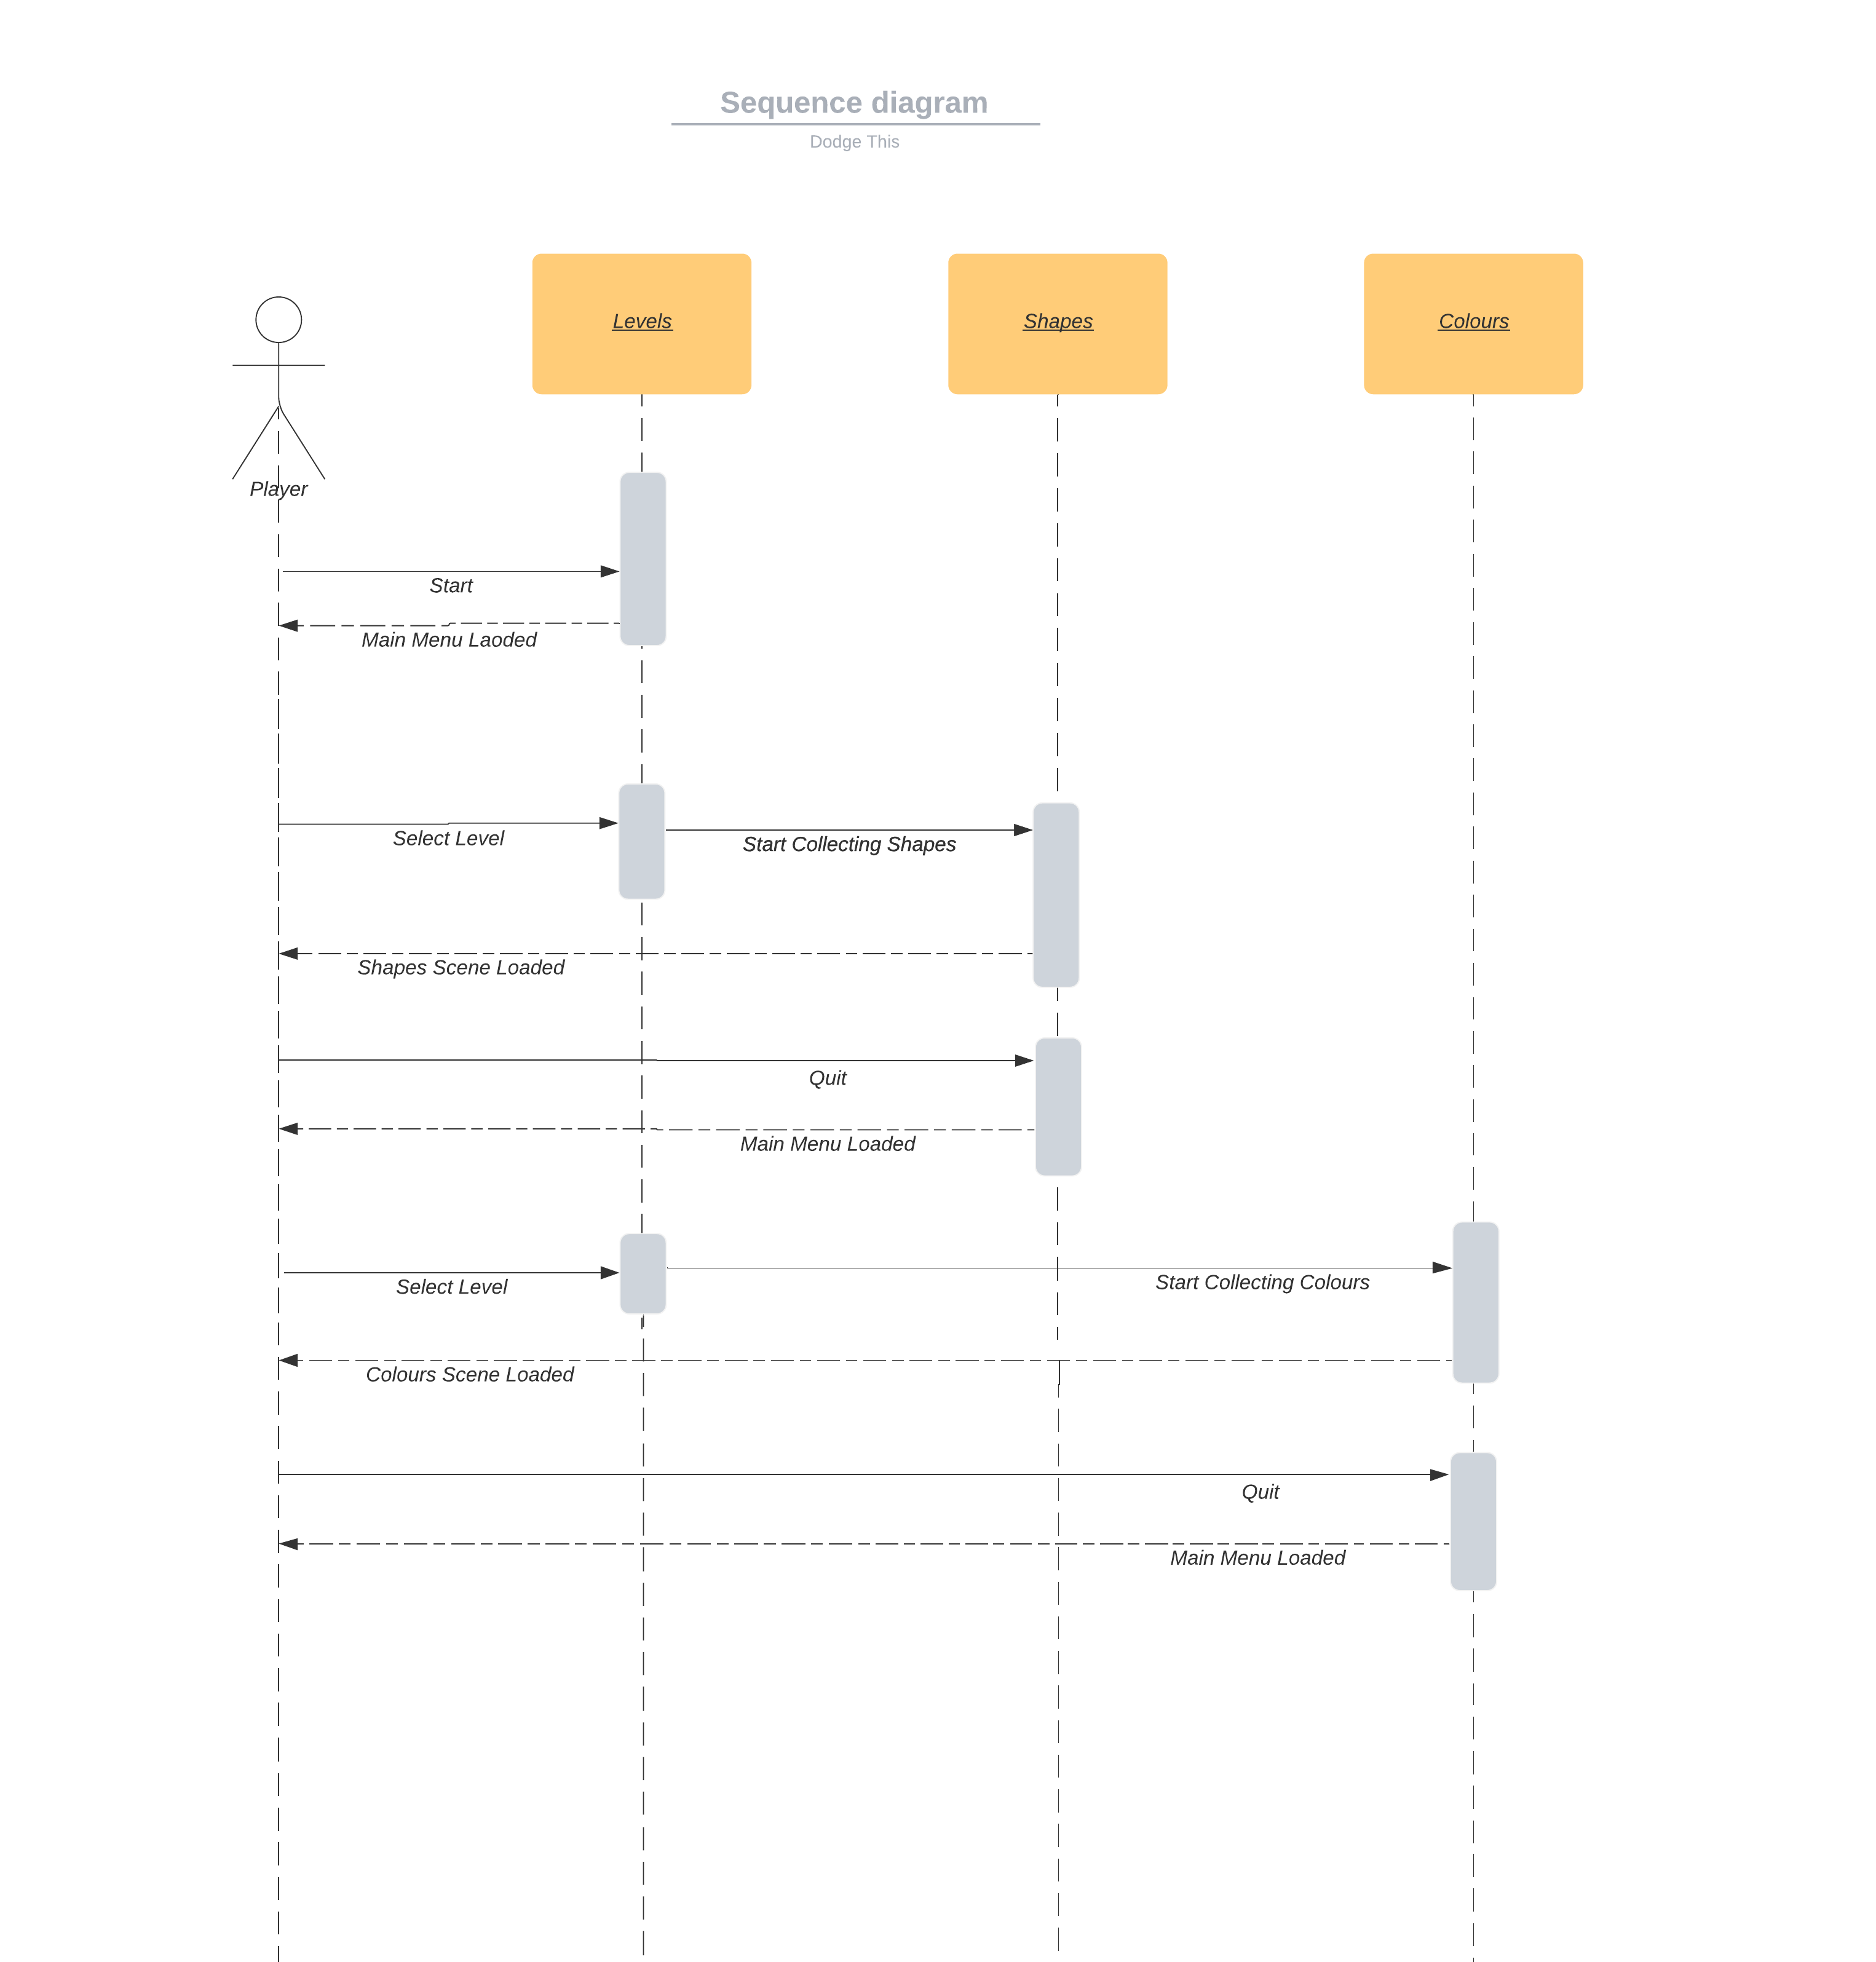 Sequence diagram
Dodge This
Levels
Shapes
Colours
Player
Start
Main Menu Laoded
Select Level
Start Collecting Shapes
Shapes Scene Loaded
Quit
Main Menu Loaded
Select Level
Start Collecting Colours
Colours Scene Loaded
Quit
Main Menu Loaded